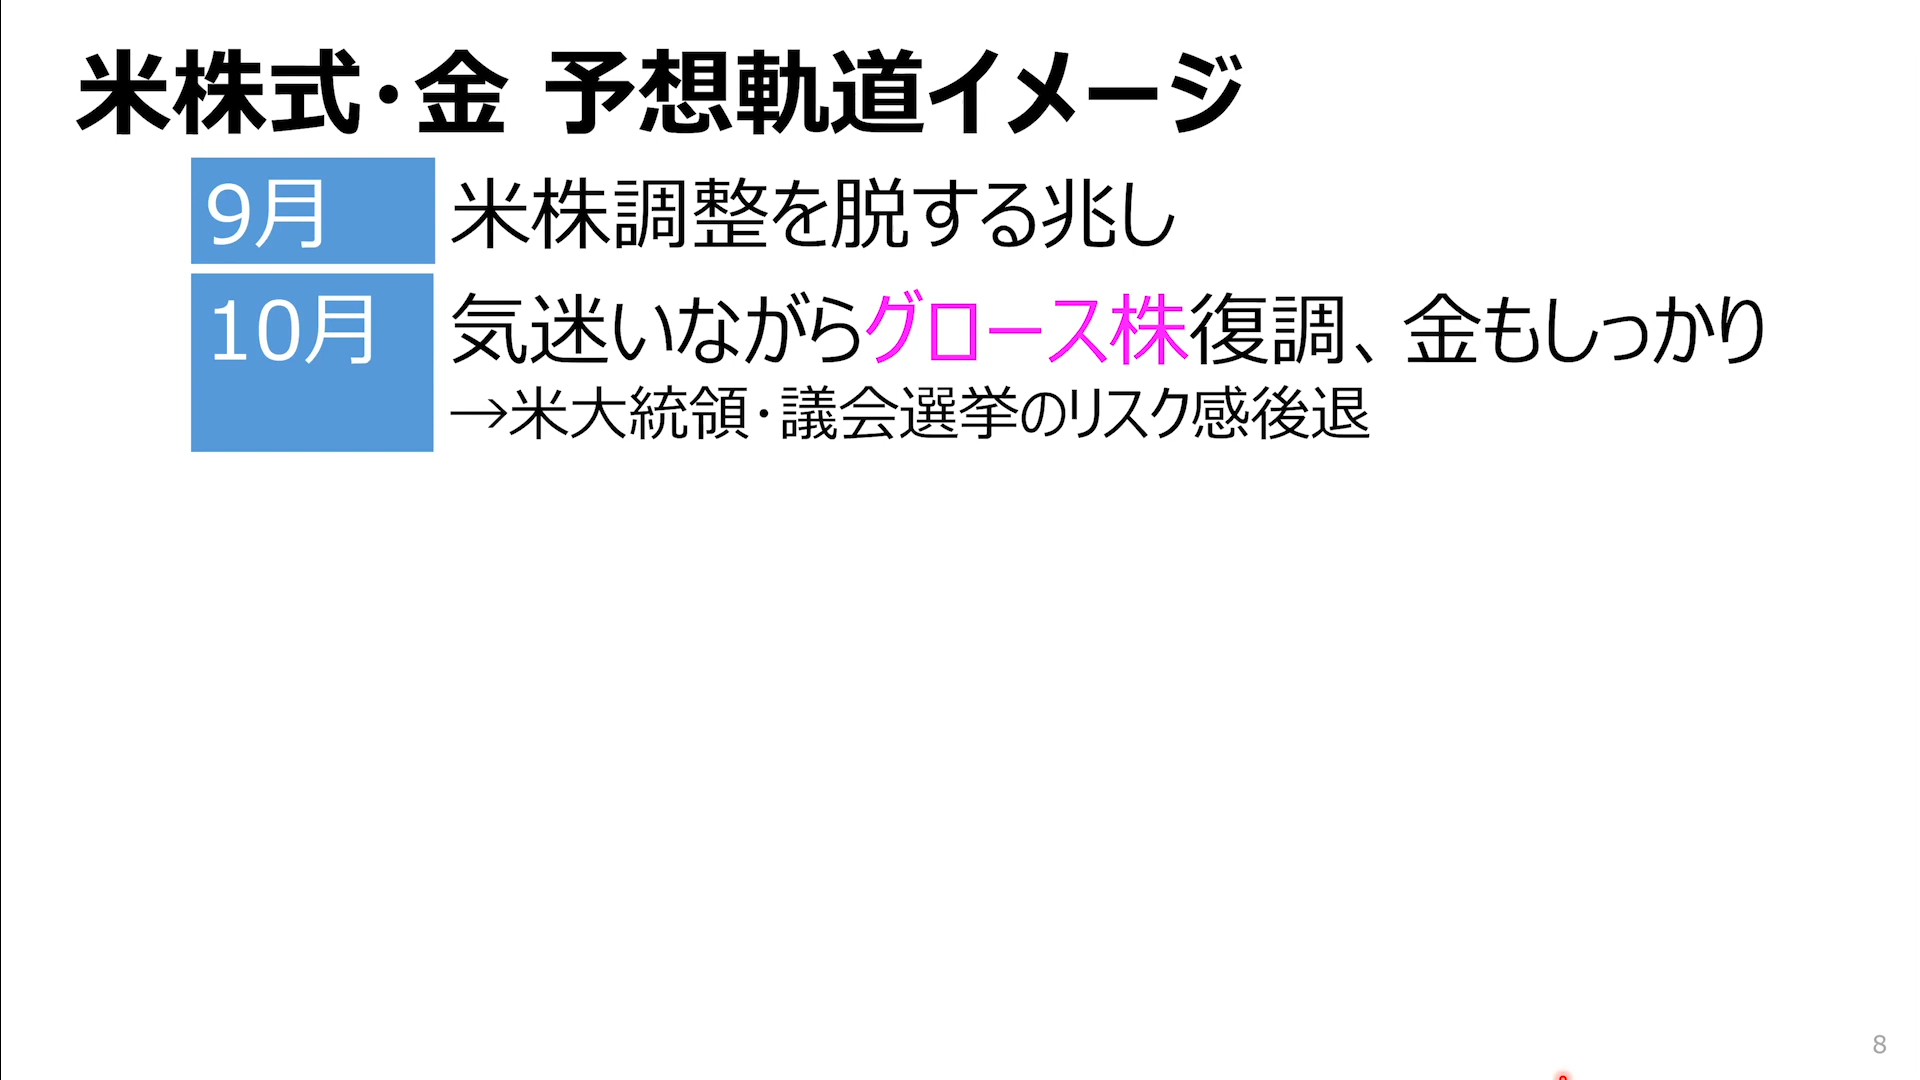 米株式・金 予想軌道イメージ
9月 米株調整を脱する兆し
10月 気迷いながらグロース株復調、金もしっかり
→米大統領・議会選挙のリスク感後退
8